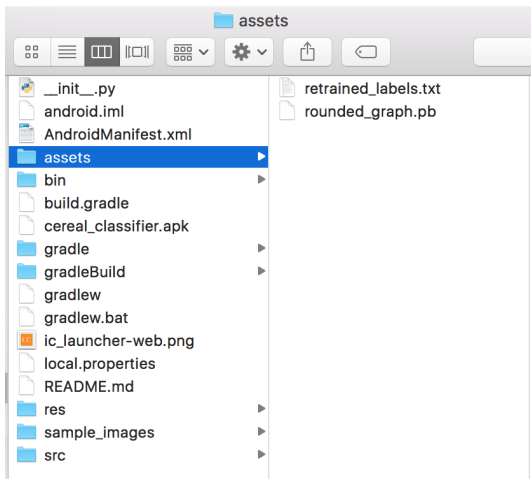 assets
__init__.py
android.iml
AndroidManifest.xml
assets
bin
build.gradle
cereal_classifier.apk
gradle
gradleBuild
gradlew
gradlew.bat
ic_launcher-web.png
local.properties
README.md
res
sample_images
src
retrained_labels.txt
rounded_graph.pb